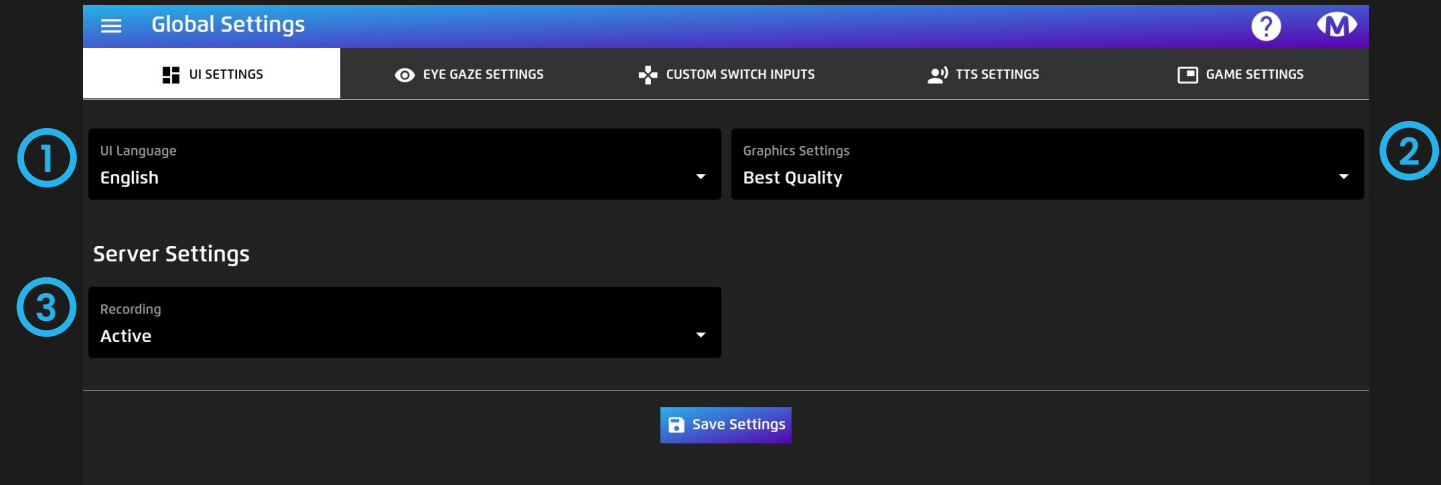 Global Settings
?
M
UI SETTINGS
EYE GAZE SETTINGS
CUSTOM SWITCH INPUTS
TTS SETTINGS
GAME SETTINGS
1
UI Language
English
Graphics Settings
Best Quality
2
Server Settings
3
Recording
Active
Save Settings